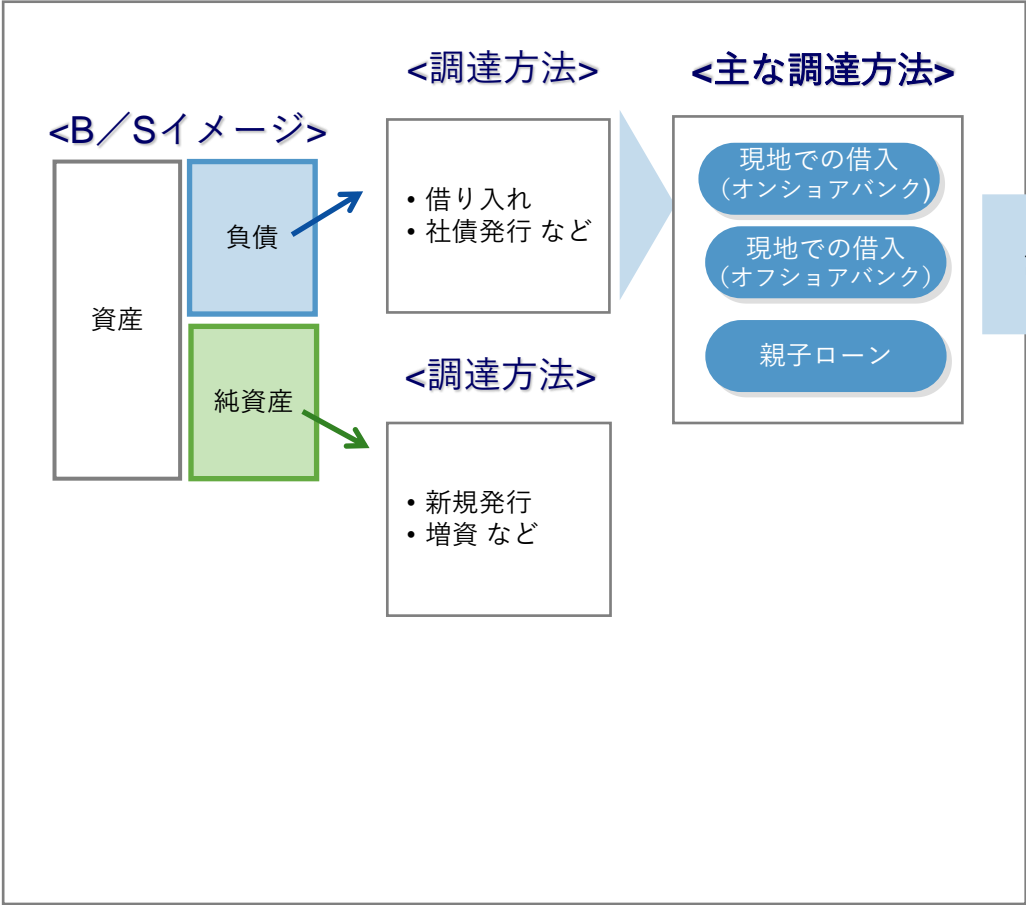 <B／Sイメージ>
資産
負債
純資産
<調達方法>
• 借り入れ
• 社債発行 など
<調達方法>
• 新規発行
• 増資 など
<主な調達方法>
現地での借入
（オンショアバンク)
現地での借入
（オフショアバンク）
親子ローン